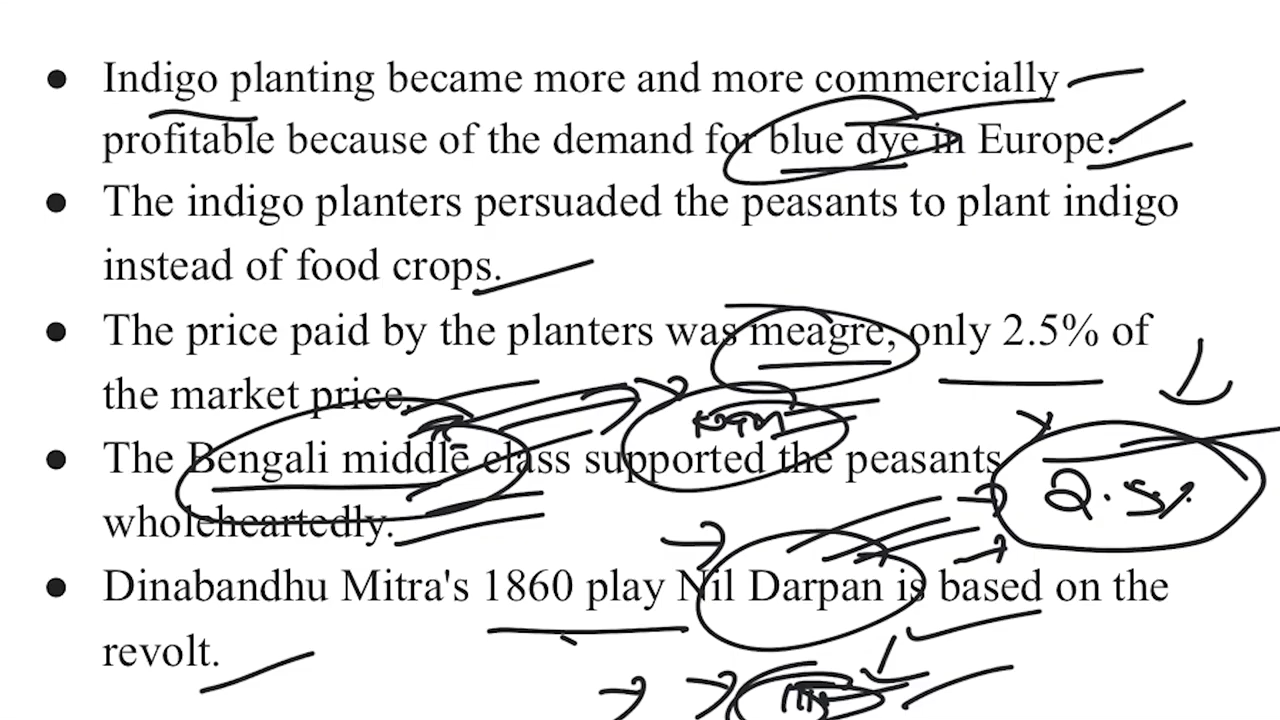 ● Indigo planting became more and more commercially
profitable because of the demand for blue dye in Europe.
● The indigo planters persuaded the peasants to plant indigo
instead of food crops.
● The price paid by the planters was meagre, only 2.5% of
the market price.
● The Bengali middle class supported the peasants
2.5%
wholeheartedly.
● Dinabandhu Mitra's 1860 play Nil Darpan is based on the
revolt.